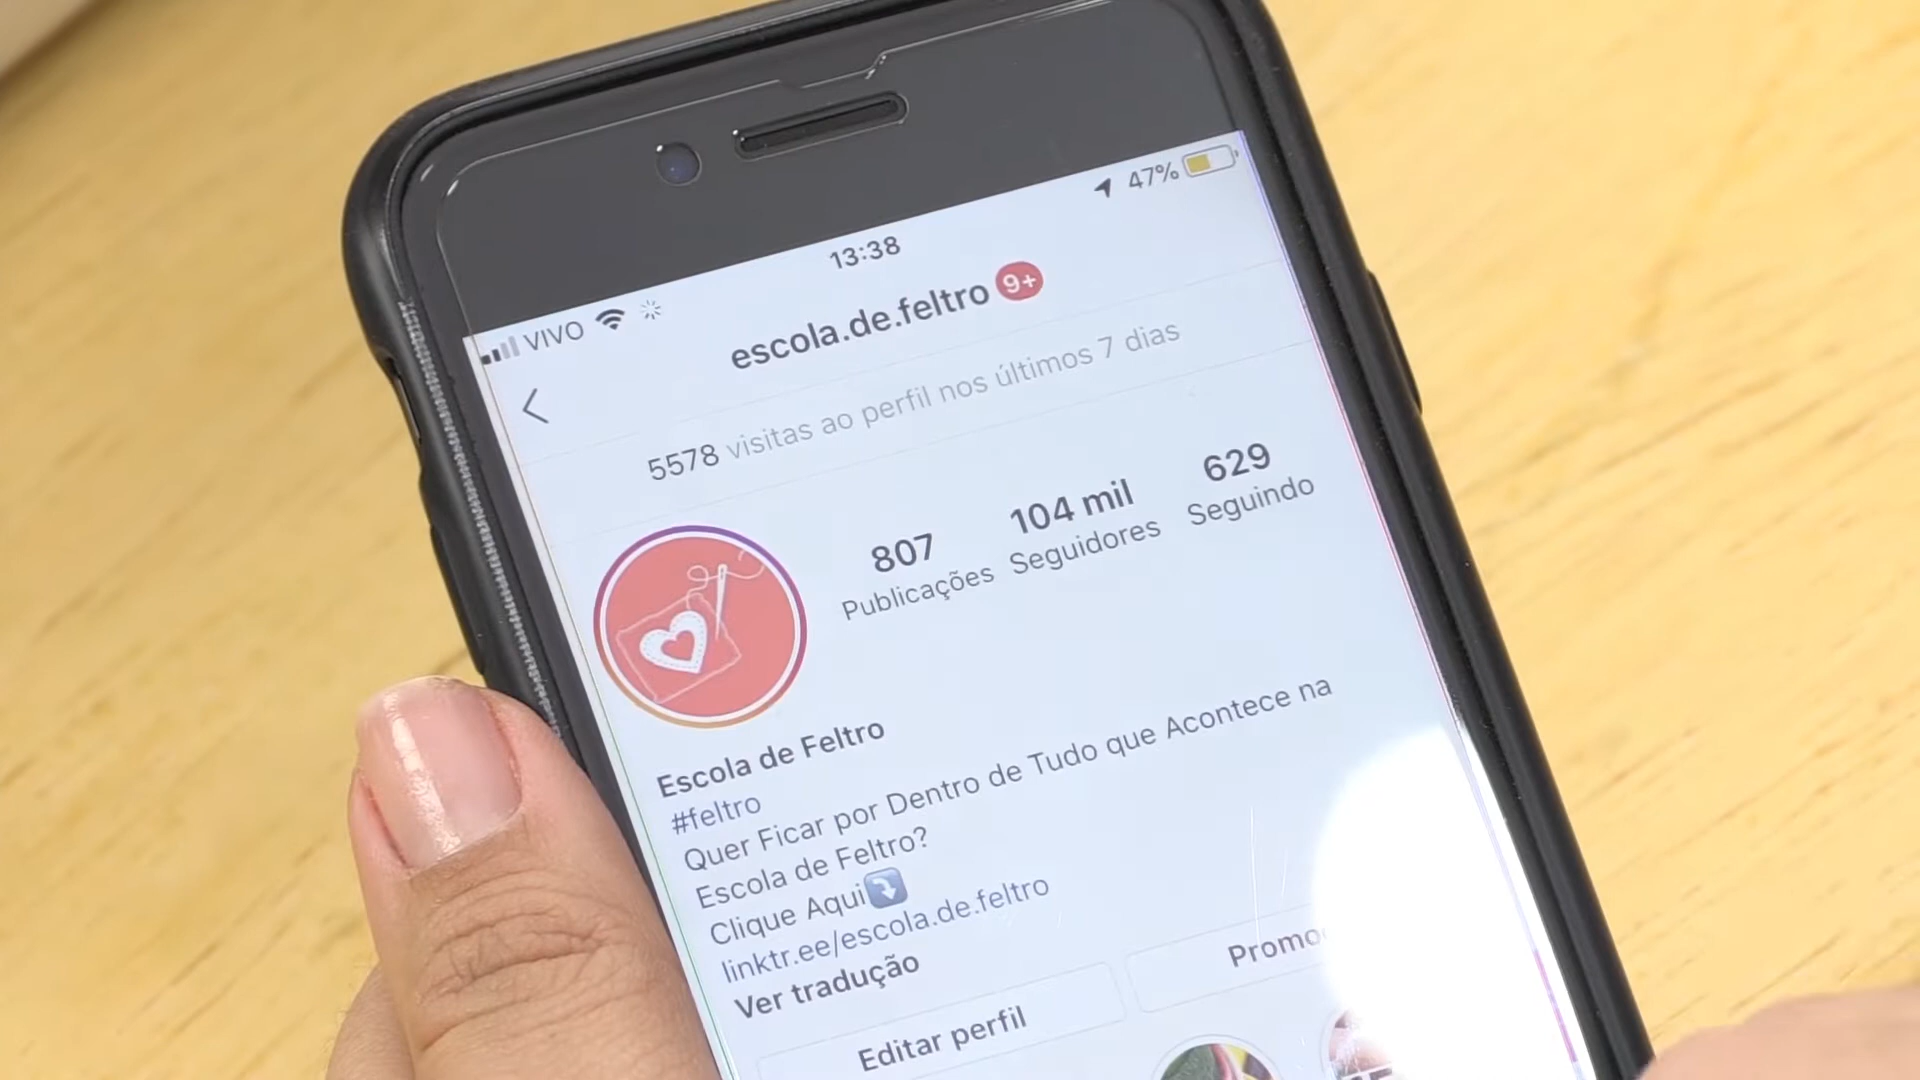 VIVO
13:38
47%
escola.de.feltro 9+
5578 visitas ao perfil nos últimos 7 dias
807
Publicações
104 mil
Seguidores
629
Seguindo
Escola de Feltro
#feltro
Quer Ficar por Dentro de Tudo que Acontece na
Escola de Feltro?
Clique Aqui⤵️
linktr.ee/escola.de.feltro
Ver tradução
Editar perfil